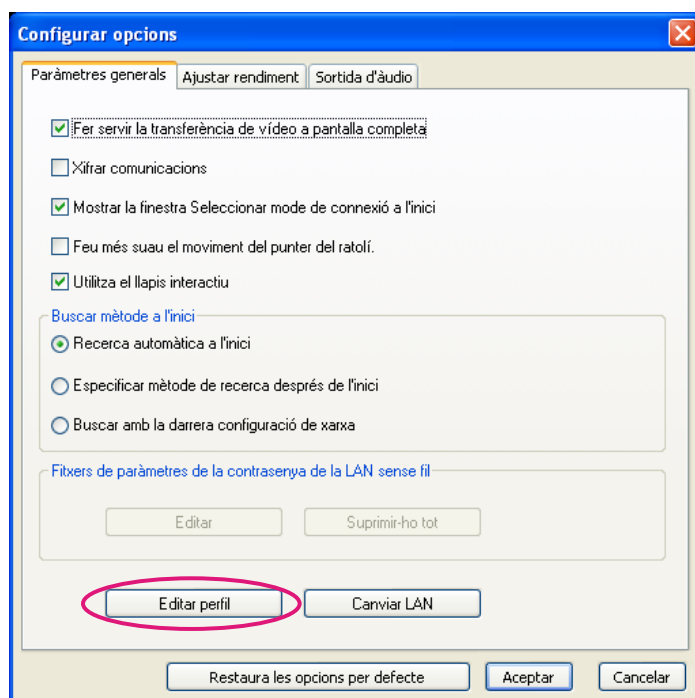 Configurar opcions
Paràmetres generals Ajustar rendiment Sortida d'àudio
Fer servir la transferència de vídeo a pantalla completa
Xifrar comunicacions
Mostrar la finestra Seleccionar mode de connexió a l'inici
Feu més suau el moviment del punter del ratolí.
Utilitza el llapis interactiu
Buscar mètode a l'inici
Recerca automàtica a l'inici
Especificar mètode de recerca després de l'inici
Buscar amb la darrera configuració de xarxa
Fitxers de paràmetres de la contrasenya de la LAN sense fil
Editar Suprimir-ho tot
Editar perfil Canviar LAN
Restaura les opcions per defecte Aceptar Cancelar